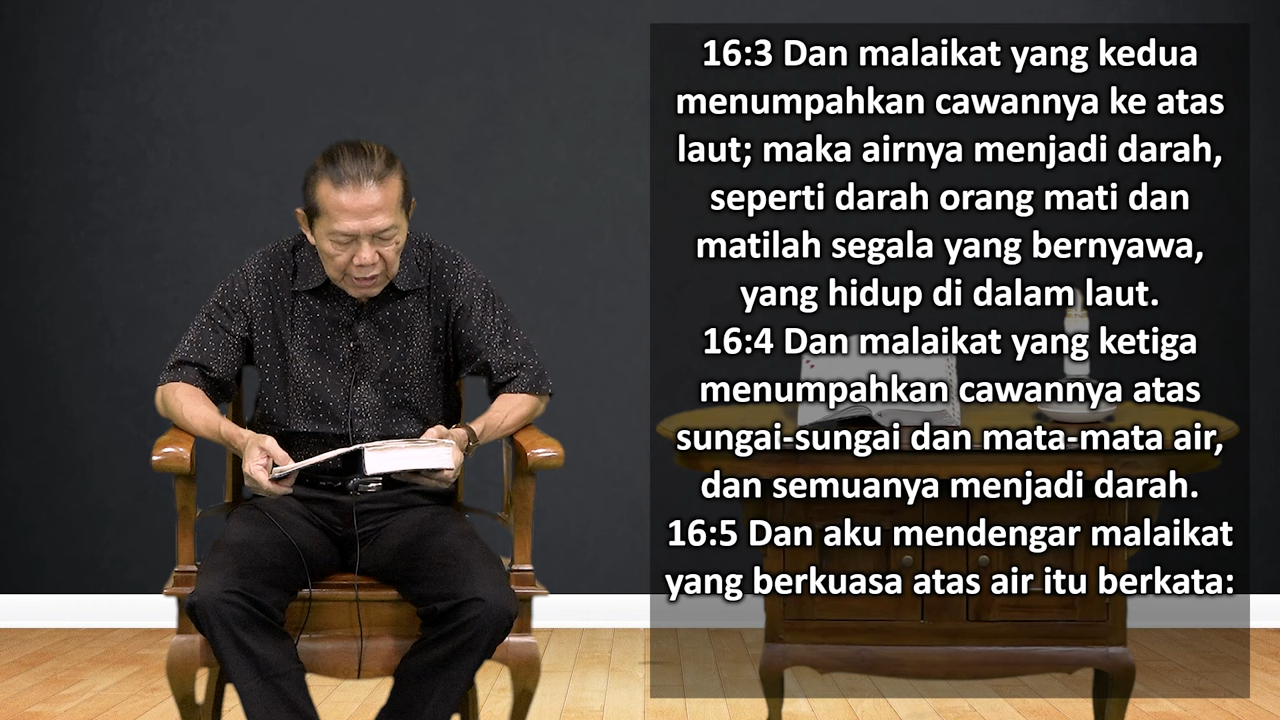 16:3 Dan malaikat yang kedua
menumpahkan cawannya ke atas
laut; maka airnya menjadi darah,
seperti darah orang mati dan
matilah segala yang bernyawa,
yang hidup di dalam laut.
16:4 Dan malaikat yang ketiga
menumpahkan cawannya atas
sungai-sungai dan mata-mata air,
dan semuanya menjadi darah.
16:5 Dan aku mendengar malaikat
yang berkuasa atas air itu berkata: